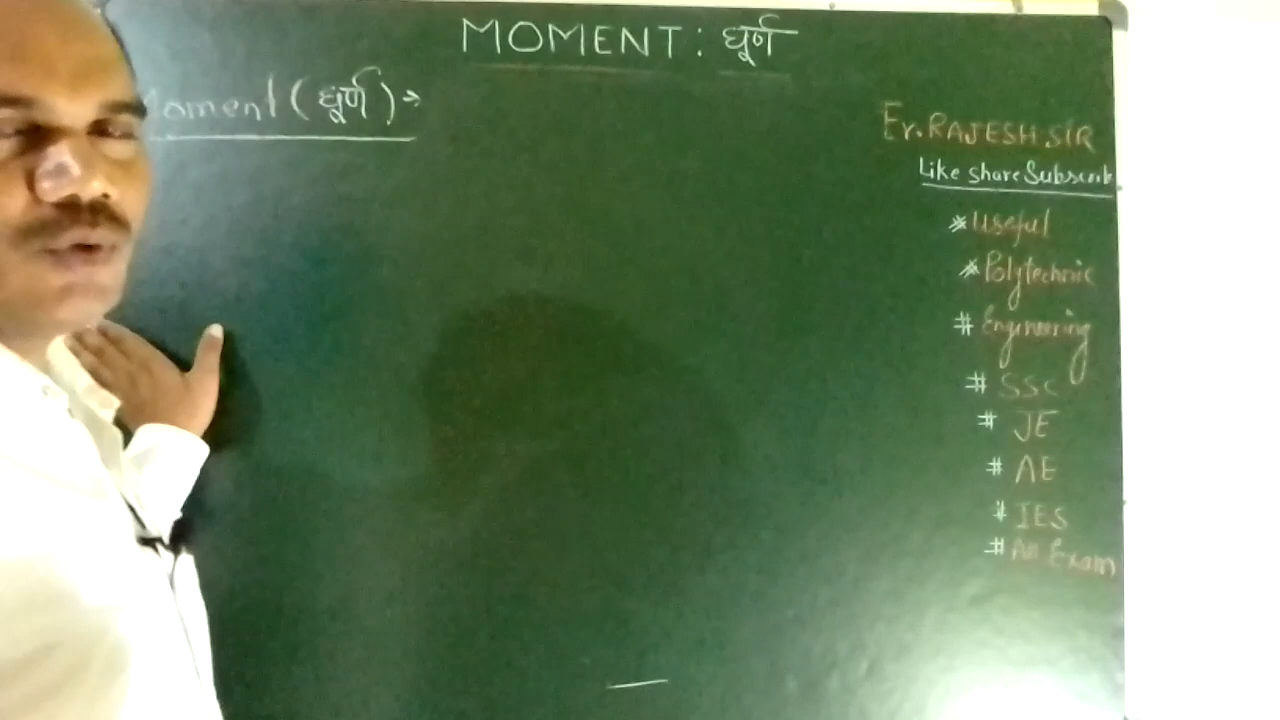 MOMENT : घूर्ण
Moment ( घूर्ण ) →
Er. RAJESH SIR
Like share Subscribe
* Useful
* Polytechnic
# Engineering
# SSC
# JE
# AE
# IES
# All Exam